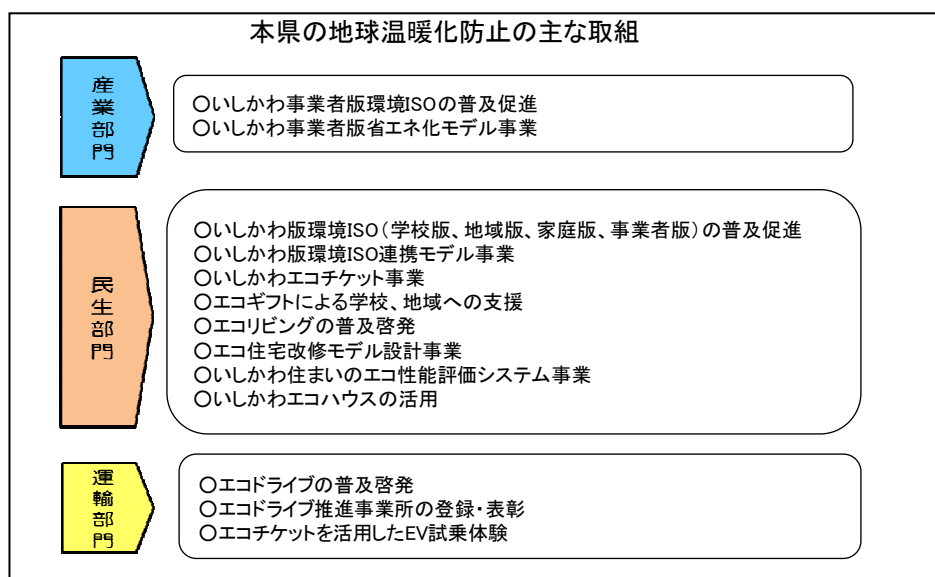 本県の地球温暖化防止の主な取組
産業部門
○いしかわ事業者版環境ISOの普及促進
○いしかわ事業者版省エネ化モデル事業
民生部門
○いしかわ版環境ISO(学校版、地域版、家庭版、事業者版)の普及促進
○いしかわ版環境ISO連携モデル事業
○いしかわエコチケット事業
○エコギフトによる学校、地域への支援
○エコリビングの普及啓発
○エコ住宅改修モデル設計事業
○いしかわ住まいのエコ性能評価システム事業
○いしかわエコハウスの活用
運輸部門
○エコドライブの普及啓発
○エコドライブ推進事業所の登録・表彰
○エコチケットを活用したEV試乗体験